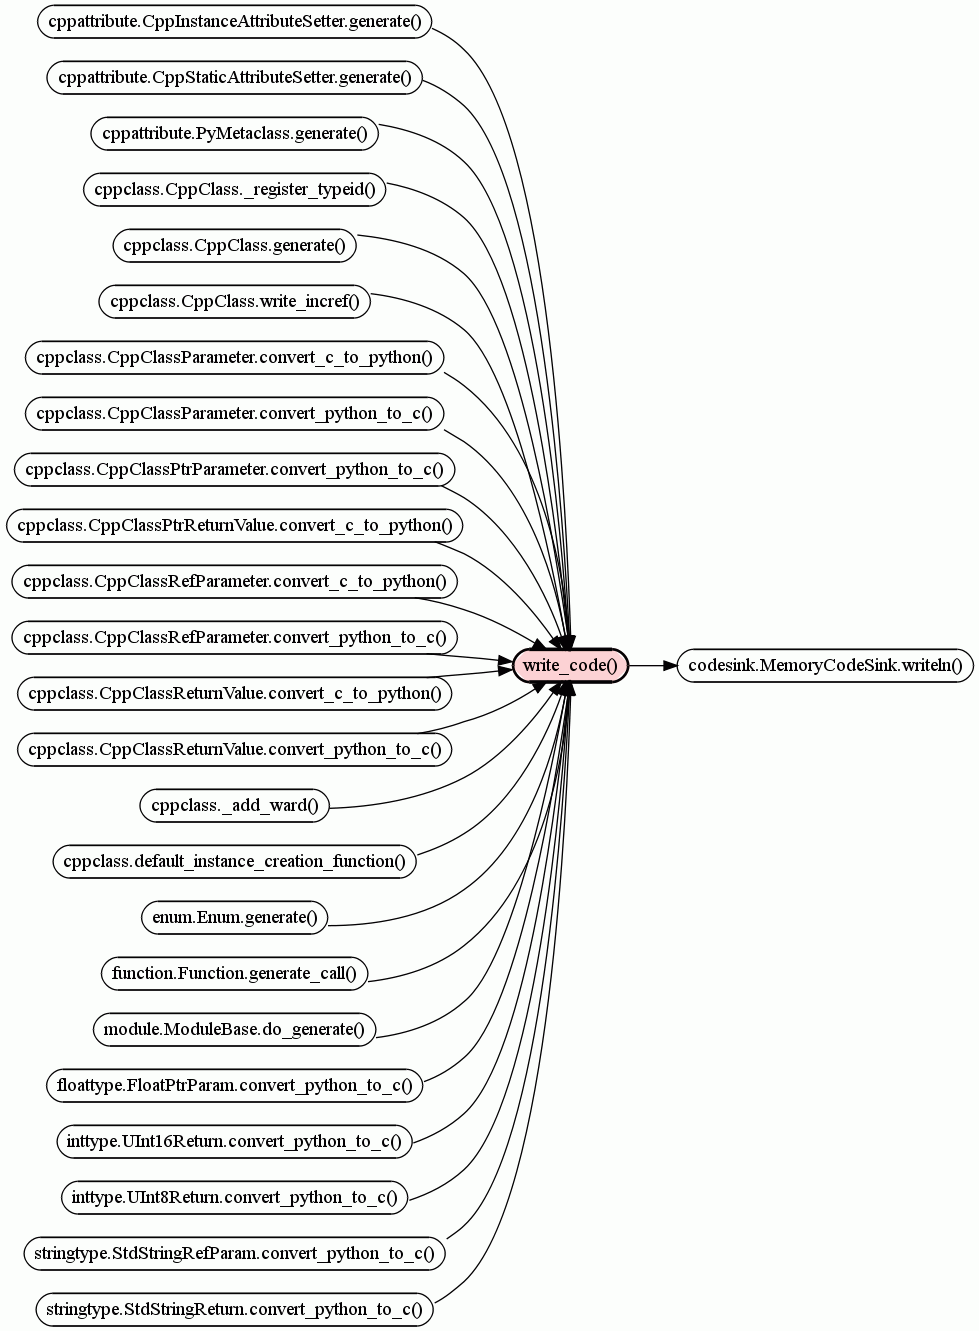 cppattribute.CppInstanceAttributeSetter.generate()
cppattribute.CppStaticAttributeSetter.generate()
cppattribute.PyMetaclass.generate()
cppclass.CppClass._register_typeid()
cppclass.CppClass.generate()
cppclass.CppClass.write_incref()
cppclass.CppClassParameter.convert_c_to_python()
cppclass.CppClassParameter.convert_python_to_c()
cppclass.CppClassPtrParameter.convert_python_to_c()
cppclass.CppClassPtrReturnValue.convert_c_to_python()
cppclass.CppClassRefParameter.convert_c_to_python()
cppclass.CppClassRefParameter.convert_python_to_c()
write_code()
codesink.MemoryCodeSink.writeln()
cppclass.CppClassReturnValue.convert_c_to_python()
cppclass.CppClassReturnValue.convert_python_to_c()
cppclass._add_ward()
cppclass.default_instance_creation_function()
enum.Enum.generate()
function.Function.generate_call()
module.ModuleBase.do_generate()
floattype.FloatPtrParam.convert_python_to_c()
inttype.UInt16Return.convert_python_to_c()
inttype.UInt8Return.convert_python_to_c()
stringtype.StdStringRefParam.convert_python_to_c()
stringtype.StdStringReturn.convert_python_to_c()